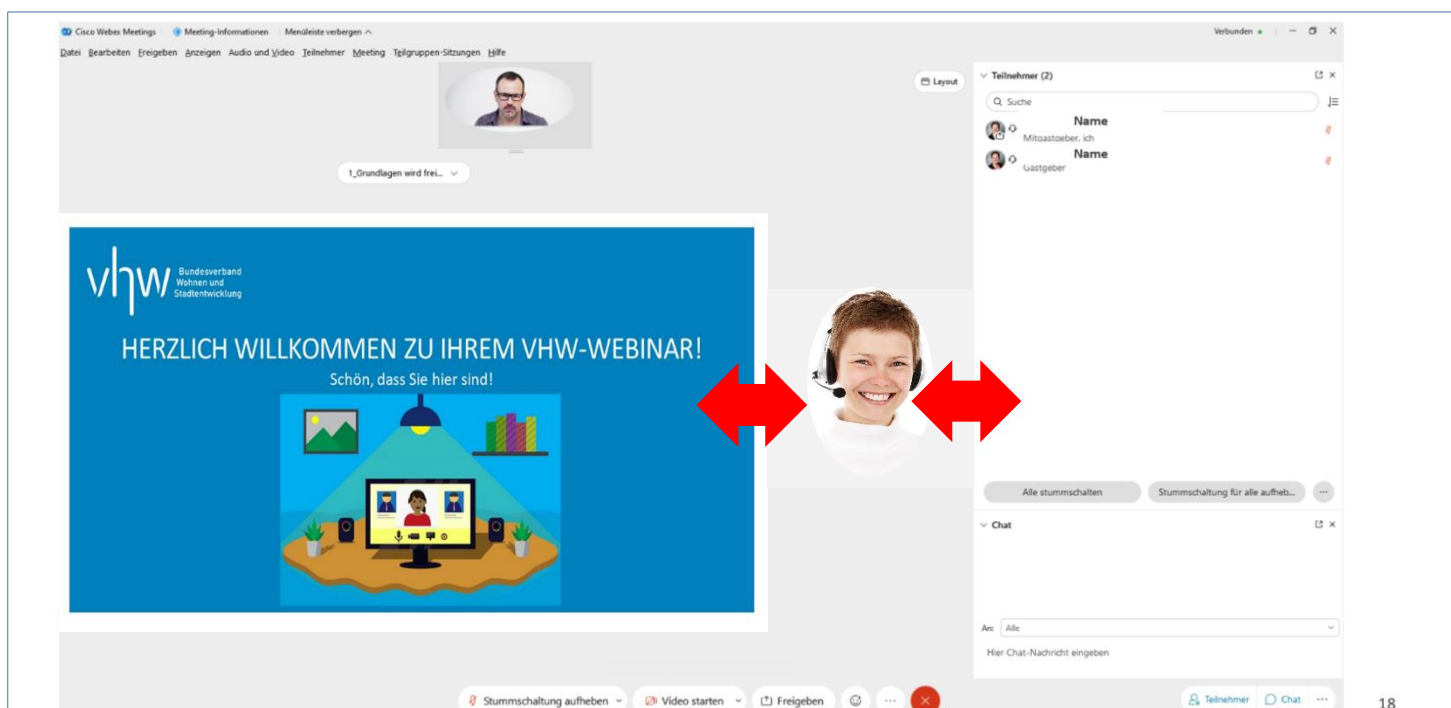 Cisco Webex Meetings Meeting-Informationen Menüleiste verbergen
Verbunden
Datei Bearbeiten Freigeben Anzeigen Audio und Video Teilnehmer Meeting Teilgruppen-Sitzungen Hilfe
Layout
1_Grundlagen wird frei...
vhw Bundesverband
Wohnen und
Stadtentwicklung
HERZLICH WILLKOMMEN ZU IHREM VHW-WEBINAR!
Schön, dass Sie hier sind!
Teilnehmer (2)
Suche
Name
ich
Name
Gastgeber
Alle stummschalten Stummschaltung für alle aufheb...
Chat
An: Alle
Hier Chat-Nachricht eingeben
Stummschaltung aufheben Video starten Freigeben
Teilnehmer Chat
18